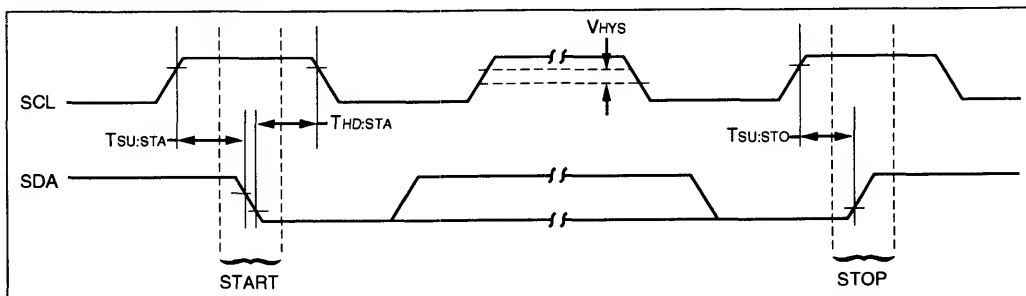 VHYS
SCL
TSU:STA
THD:STA
TSU:STO
SDA
START
STOP